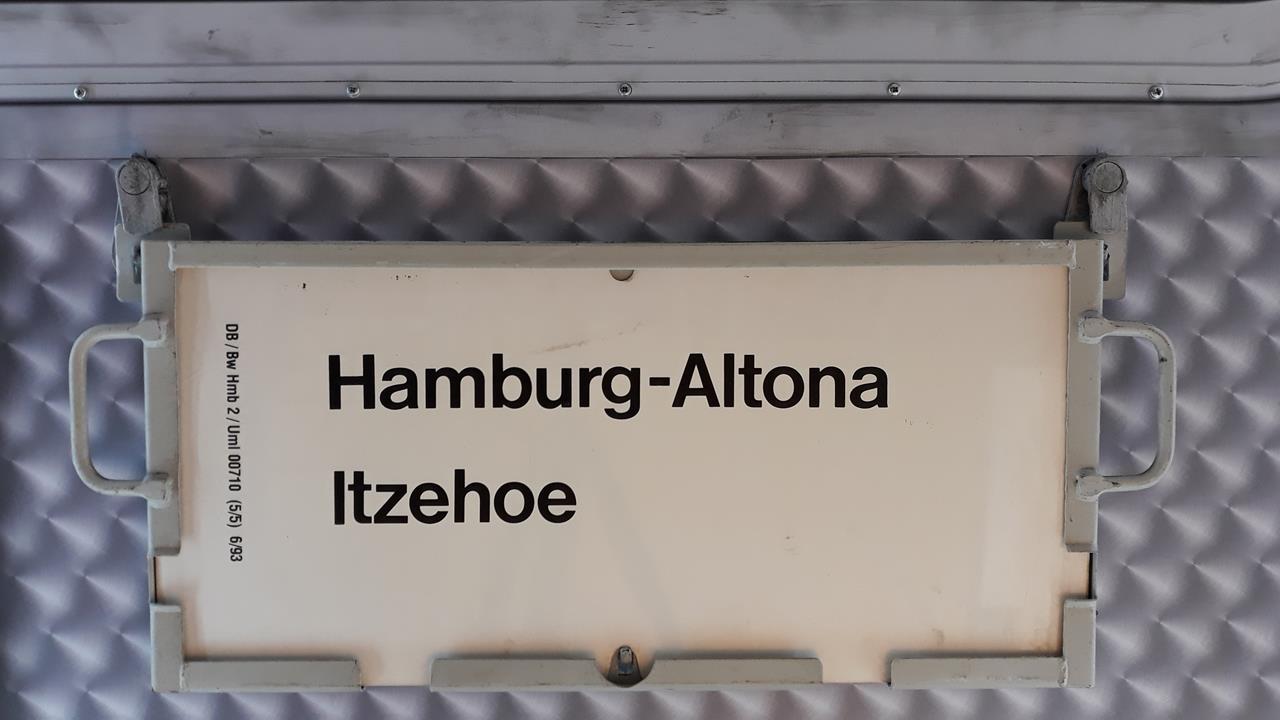 Hamburg-Altona
Itzehoe
DB / Bw Hmb 2 / Uml 00710 (5/5) 6/93